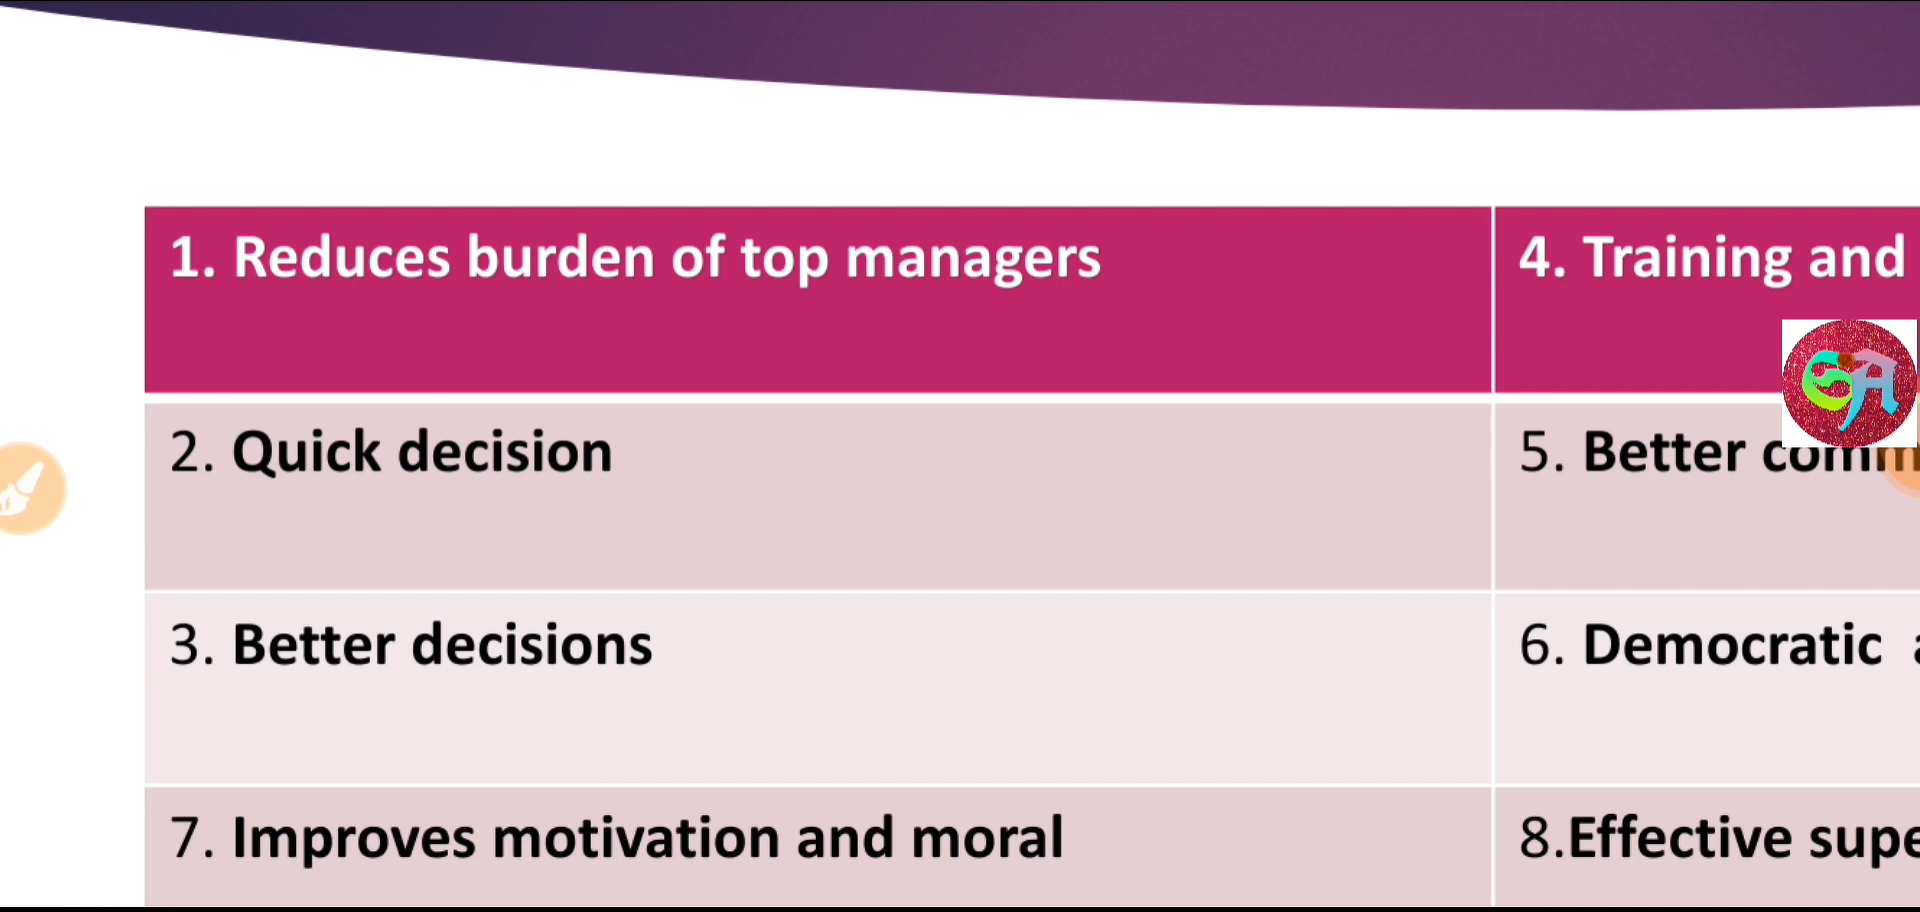 1. Reduces burden of top managers
4. Training and
2. Quick decision
5. Better
3. Better decisions
6. Democratic
7. Improves motivation and moral
8.Effective